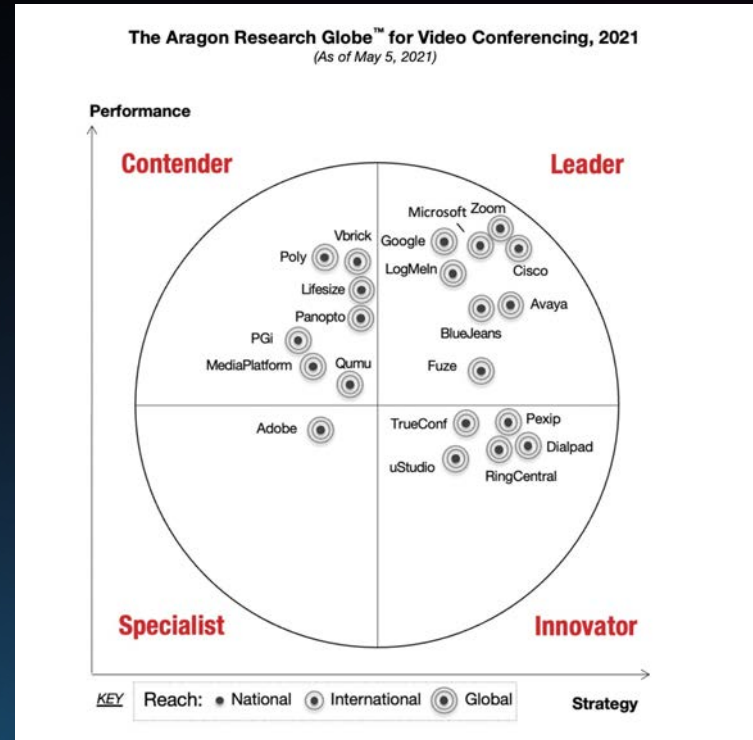 The Aragon Research Globe™ for Video Conferencing, 2021
(As of May 5, 2021)
Performance
Contender
Leader
Microsoft Zoom
Vbrick
Google
Poly
LogMeIn
Cisco
Lifesize
Avaya
Panopto
BlueJeans
PGi
MediaPlatform
Qumu
Fuze
Adobe
TrueConf
Pexip
Dialpad
uStudio
RingCentral
Specialist
Innovator
KEY Reach: National International Global
Strategy